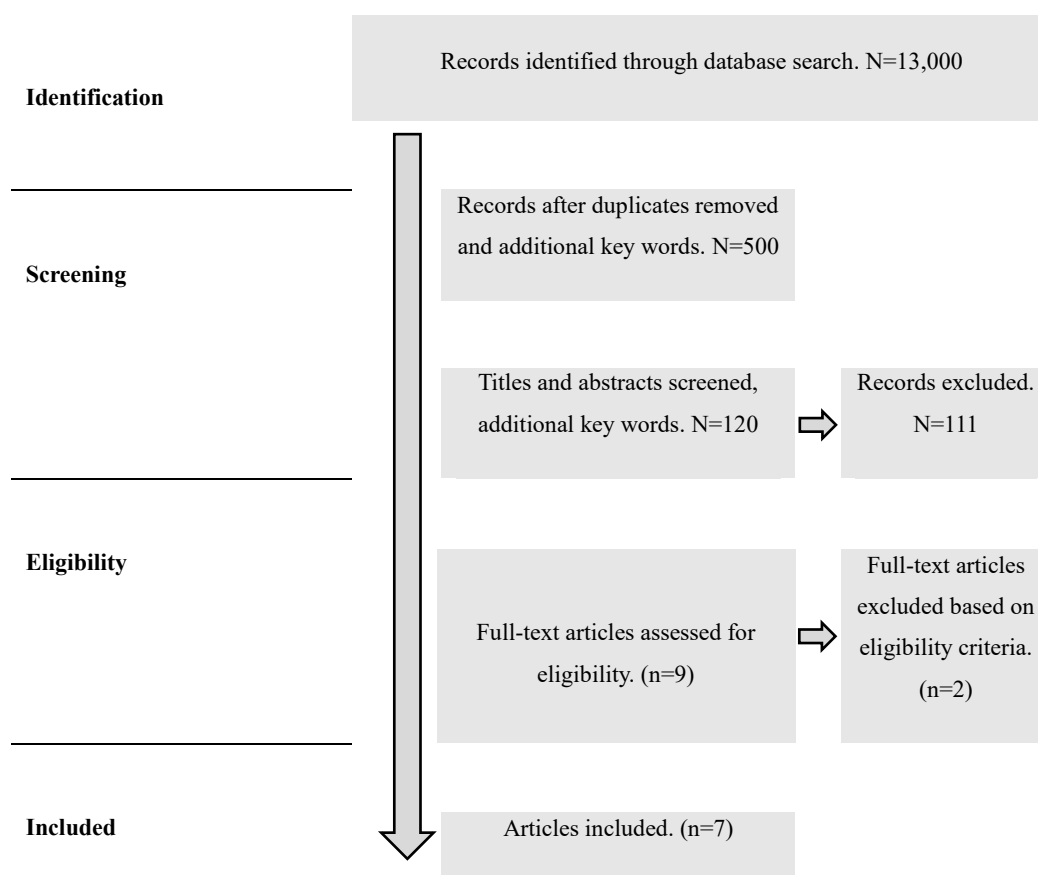 Records identified through database search. N=13,000
Identification
Records after duplicates removed
and additional key words. N=500
Screening
Titles and abstracts screened,
additional key words. N=120
Records excluded.
N=111
Eligibility
Full-text articles assessed for
eligibility. (n=9)
Full-text articles
excluded based on
eligibility criteria.
(n=2)
Included
Articles included. (n=7)